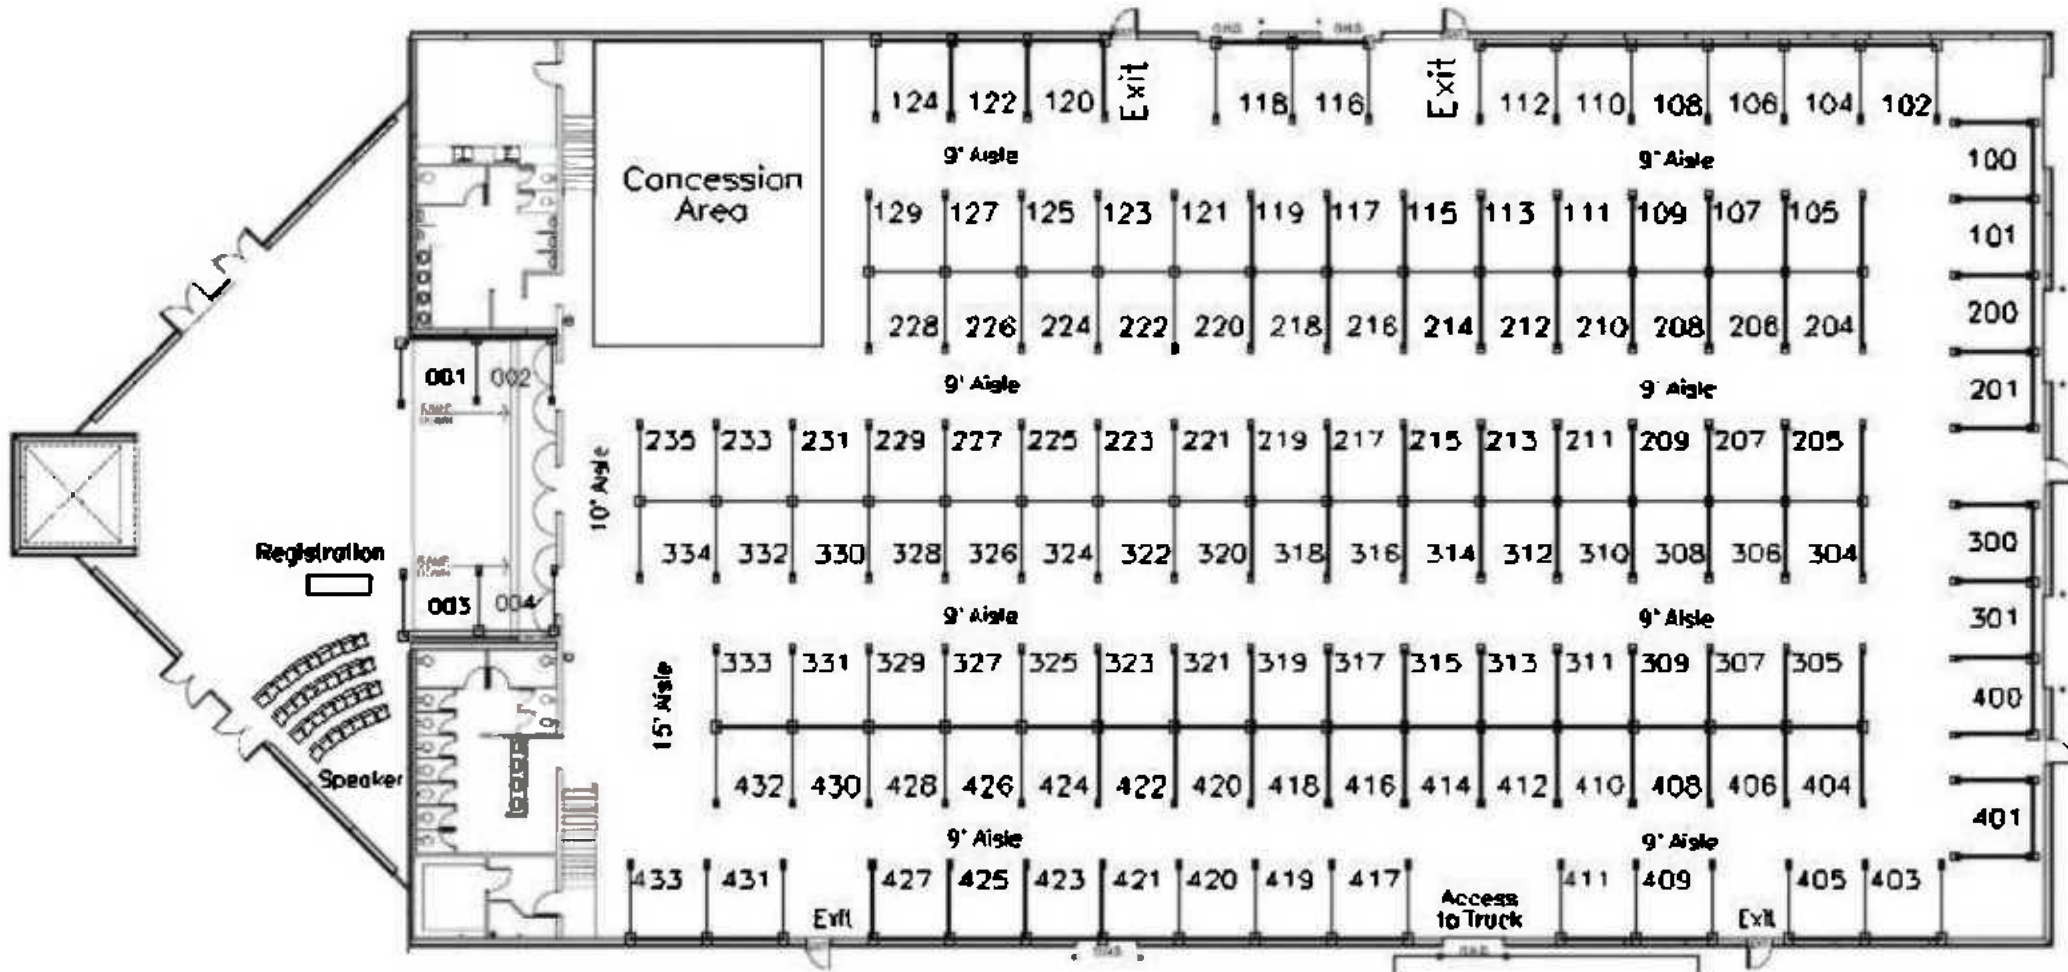 124 122 120 Exit 118 116 Exit 112 110 108 106 104 102
9' Aisle 9' Aisle
100
Concession
Area
129 127 125 123 121 119 117 115 113 111 109 107 105
101
228 226 224 222 220 218 216 214 212 210 208 206 204
200
001 002
9' Aisle 9' Aisle
201
235 233 231 229 227 225 223 221 219 217 215 213 211 209 207 205
10' Aisle
Registration
334 332 330 328 326 324 322 320 318 316 314 312 310 308 306 304
300
003 004
9' Aisle 9' Aisle
301
333 331 329 327 325 323 321 319 317 315 313 311 309 307 305
15' Aisle
400
Speaker
432 430 428 426 424 422 420 418 416 414 412 410 408 406 404
401
9' Aisle 9' Aisle
433 431 427 425 423 421 420 419 417 411 409 405 403
Exit
Access
to Truck
Exit